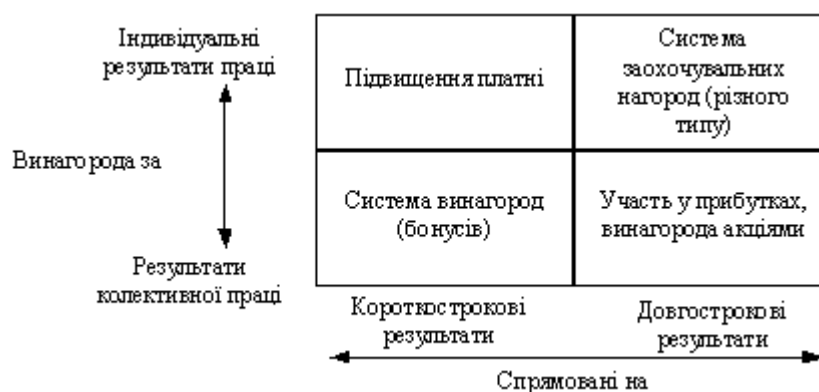 Індивідуальні
результати праці
Винагорода за
Результати
колективної праці
Підвищення платні
Система
заохочувальних
нагород (різного
типу)
Система винагород
(бонусів)
Участь у прибутках,
винагорода акціями
Короткострокові
результати
Довгострокові
результати
Спрямовані на